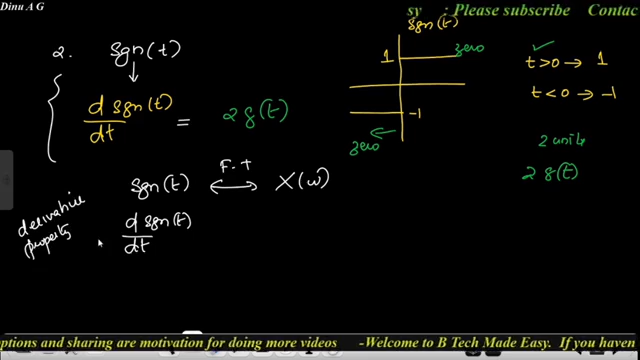 Dinu A G
sy : Please subscribe Contac
2. sgn(t)
↓
d sgn(t)/dt = 2δ(t)
sgn(t)
1 zero
-1
zero ←
✓
t>0 → 1
t<0 → -1
2 units
2 δ(t)
sgn(t) ←F.T→ X(ω)
derivative property
d sgn(t)/dt
ptions and sharing are motivation for doing more videos -Welcome to B Tech Made Easy. If you haven